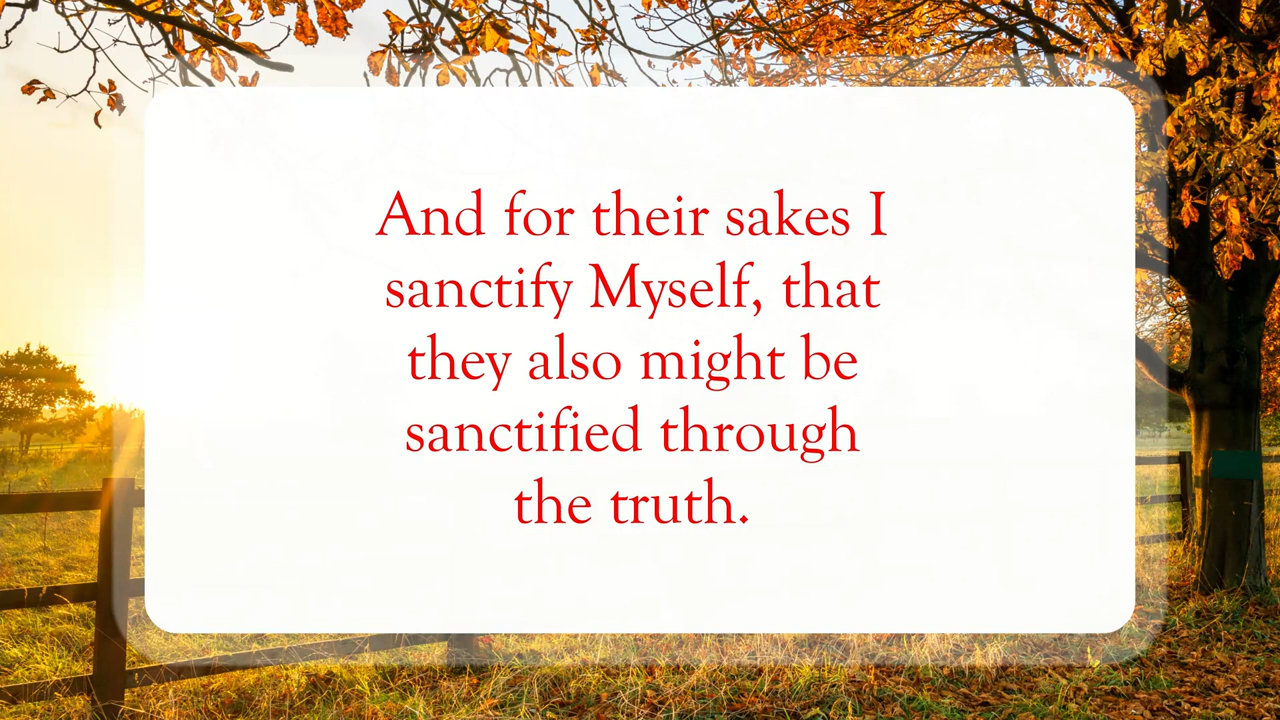 And for their sakes I
sanctify Myself, that
they also might be
sanctified through
the truth.